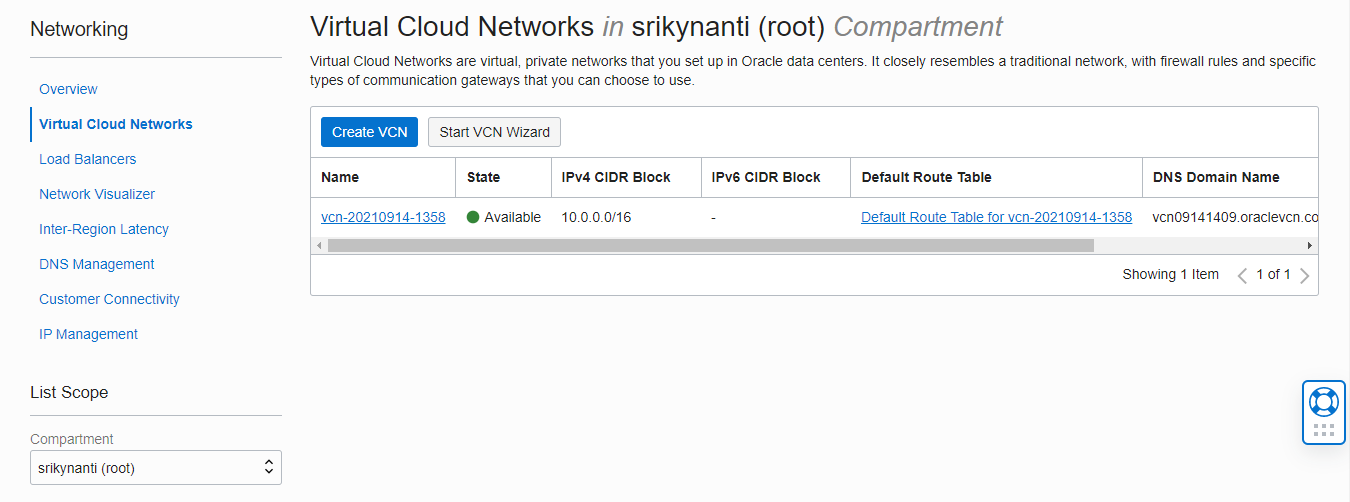 Networking
Overview
Virtual Cloud Networks
Load Balancers
Network Visualizer
Inter-Region Latency
DNS Management
Customer Connectivity
IP Management
List Scope
Compartment
srikynanti (root)
Virtual Cloud Networks in srikynanti (root) Compartment
Virtual Cloud Networks are virtual, private networks that you set up in Oracle data centers. It closely resembles a traditional network, with firewall rules and specific
types of communication gateways that you can choose to use.
Create VCN Start VCN Wizard
Name State IPv4 CIDR Block IPv6 CIDR Block Default Route Table DNS Domain Name
vcn-20210914-1358 Available 10.0.0.0/16 - Default Route Table for vcn-20210914-1358 vcn09141409.oraclevcn.co
Showing 1 Item 1 of 1